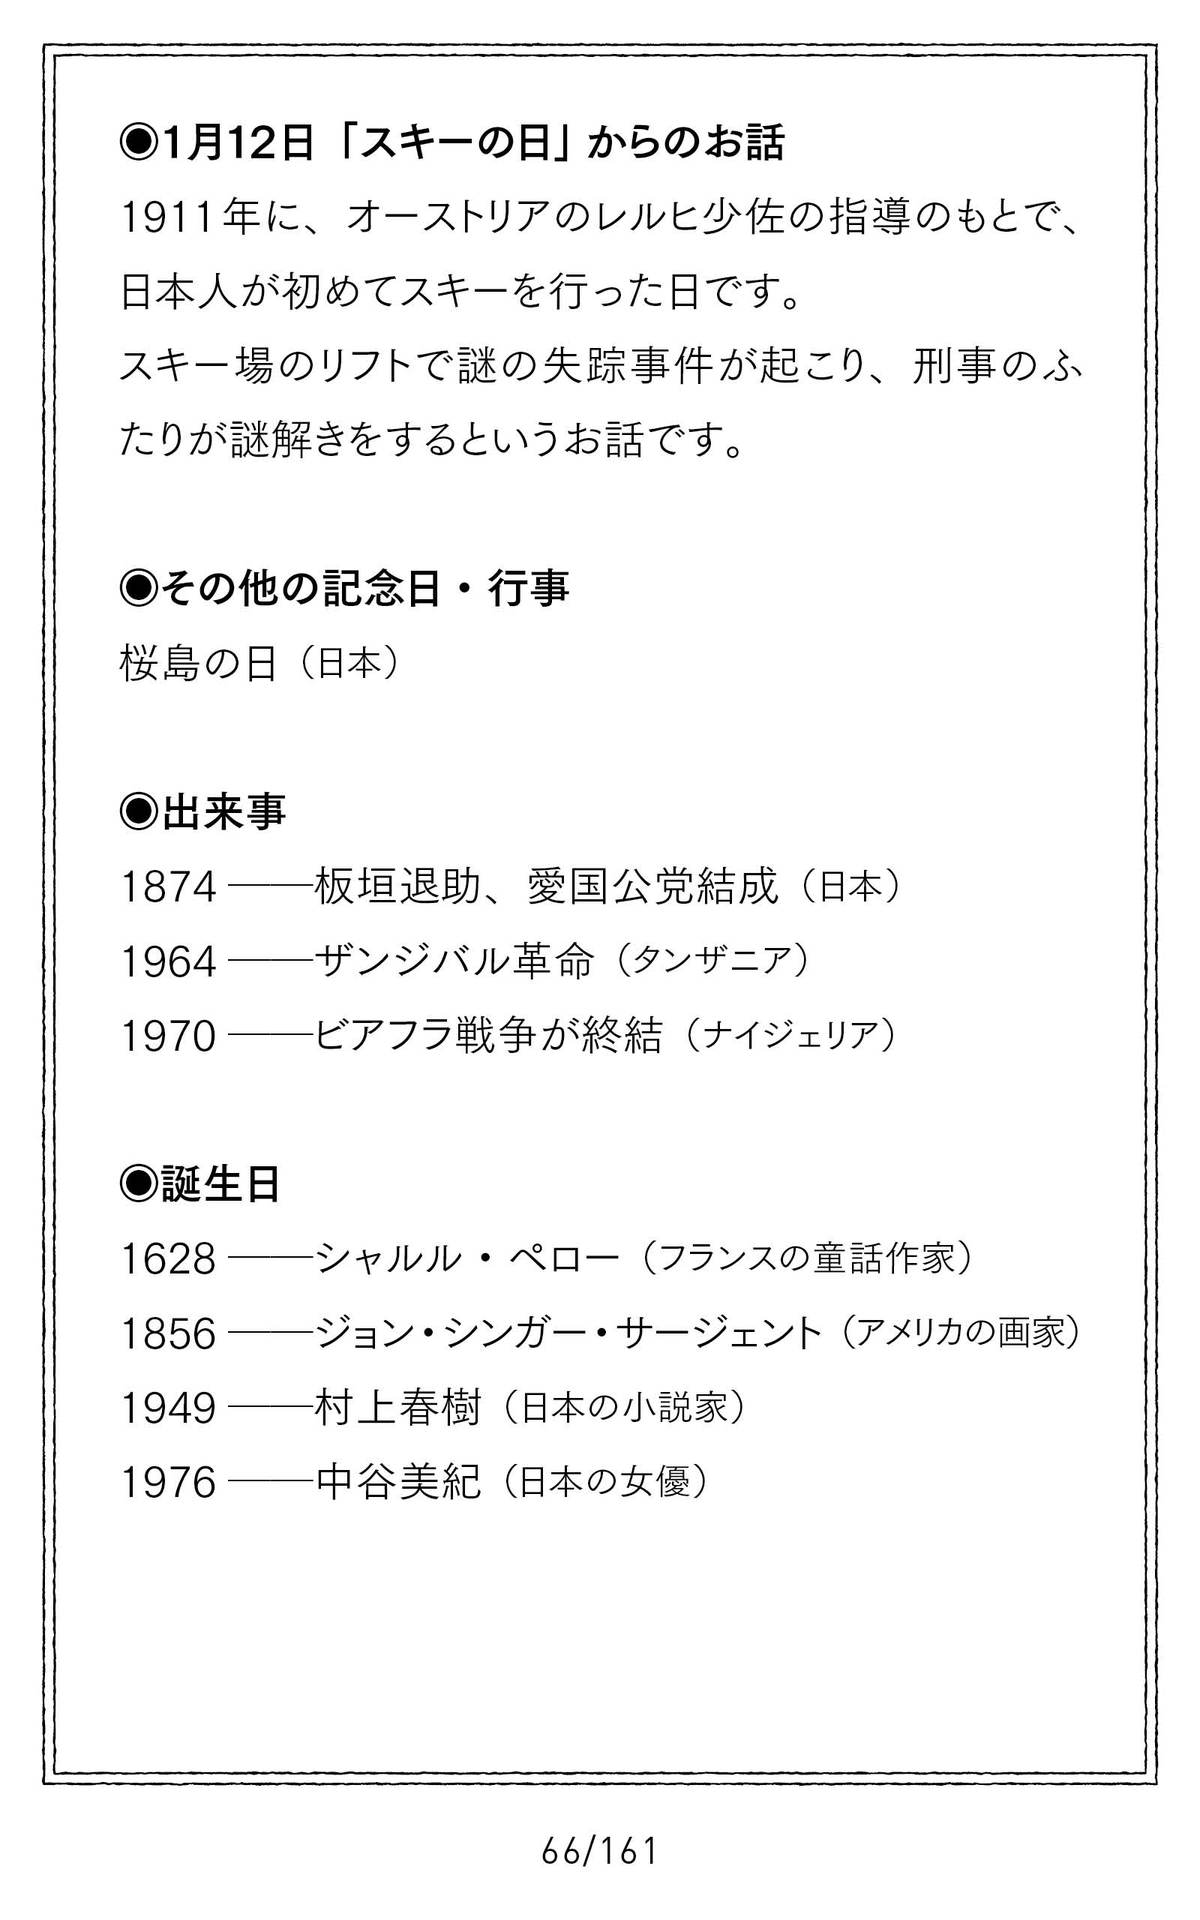 ◉1月12日「スキーの日」からのお話
1911年に、オーストリアのレルヒ少佐の指導のもとで、
日本人が初めてスキーを行った日です。
スキー場のリフトで謎の失踪事件が起こり、刑事のふ
たりが謎解きをするというお話です。
◉その他の記念日・行事
桜島の日（日本）
◉出来事
1874 ――板垣退助、愛国公党結成（日本）
1964 ――ザンジバル革命（タンザニア）
1970 ――ビアフラ戦争が終結（ナイジェリア）
◉誕生日
1628 ――シャルル・ペロー（フランスの童話作家）
1856 ――ジョン・シンガー・サージェント（アメリカの画家）
1949 ――村上春樹（日本の小説家）
1976 ――中谷美紀（日本の女優）
66/161